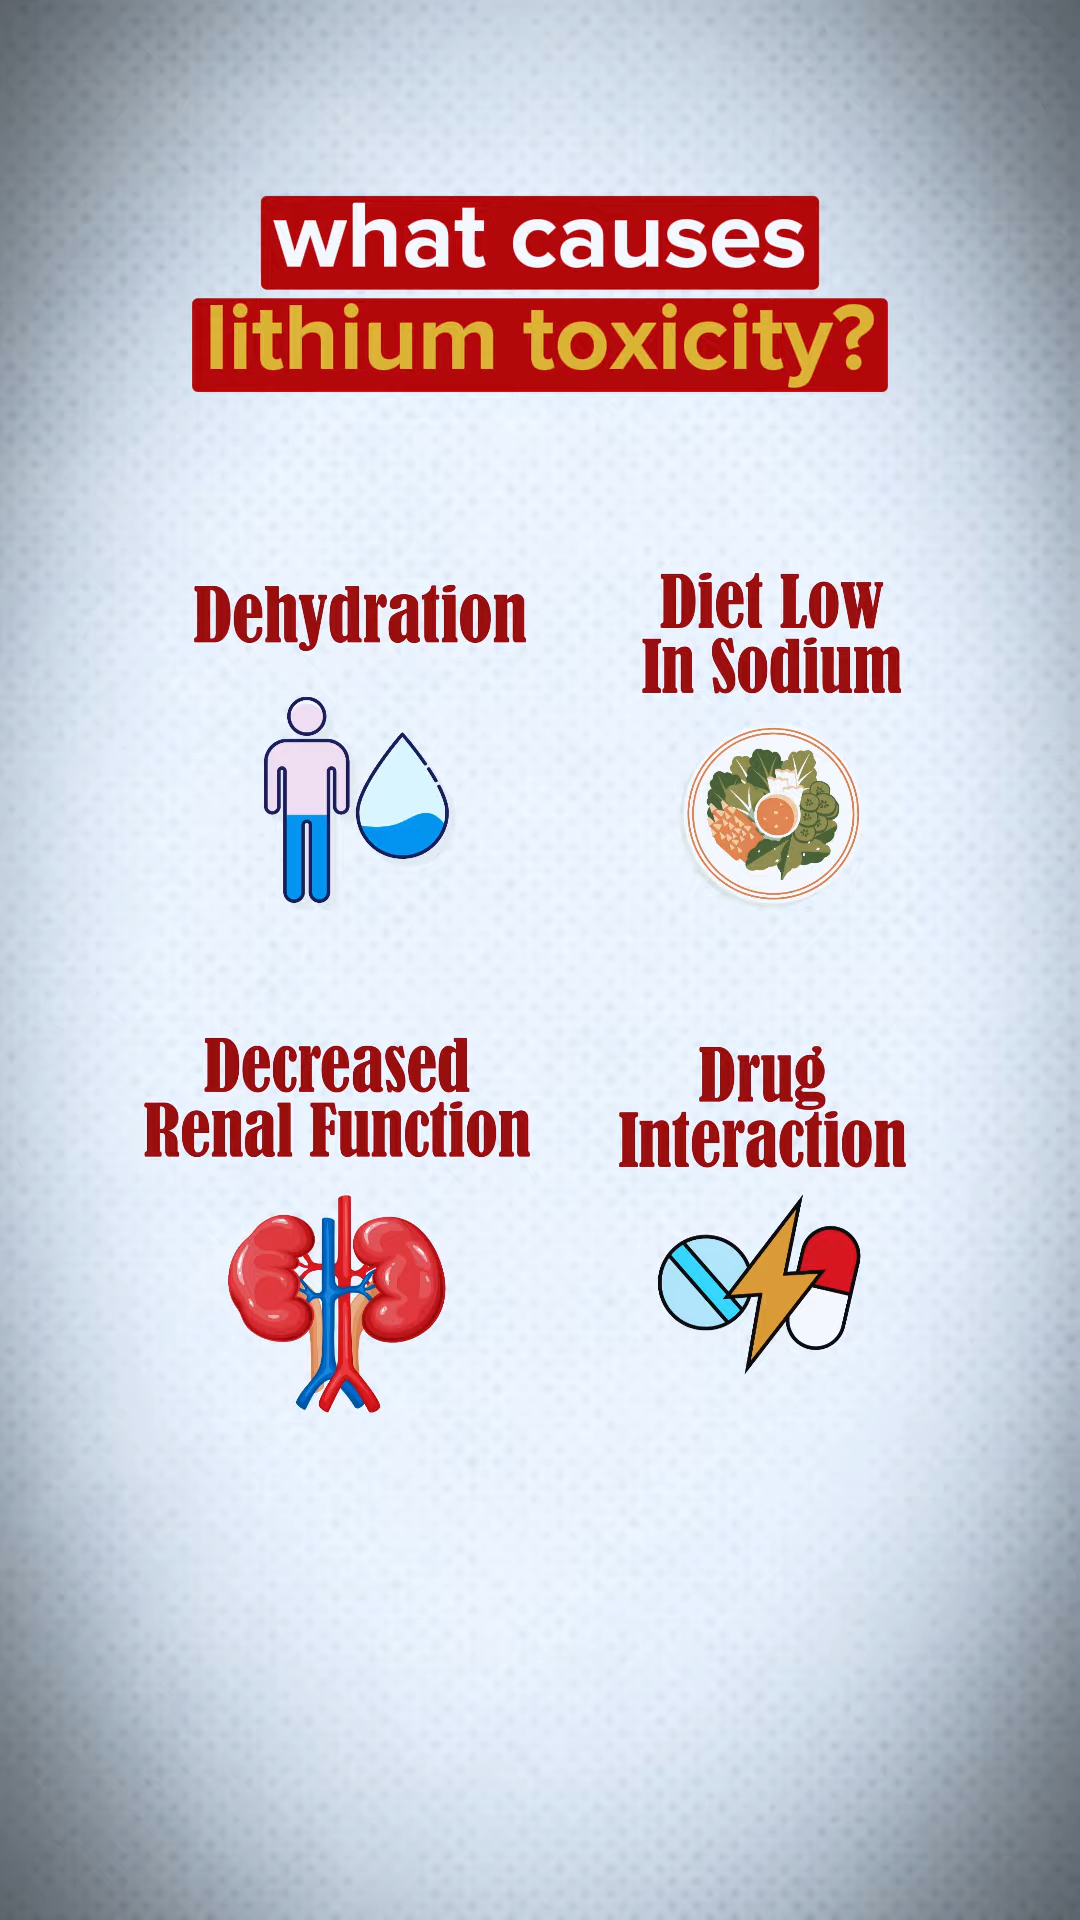 what causes
lithium toxicity?
Dehydration
Diet Low
In Sodium
Decreased
Renal Function
Drug
Interaction